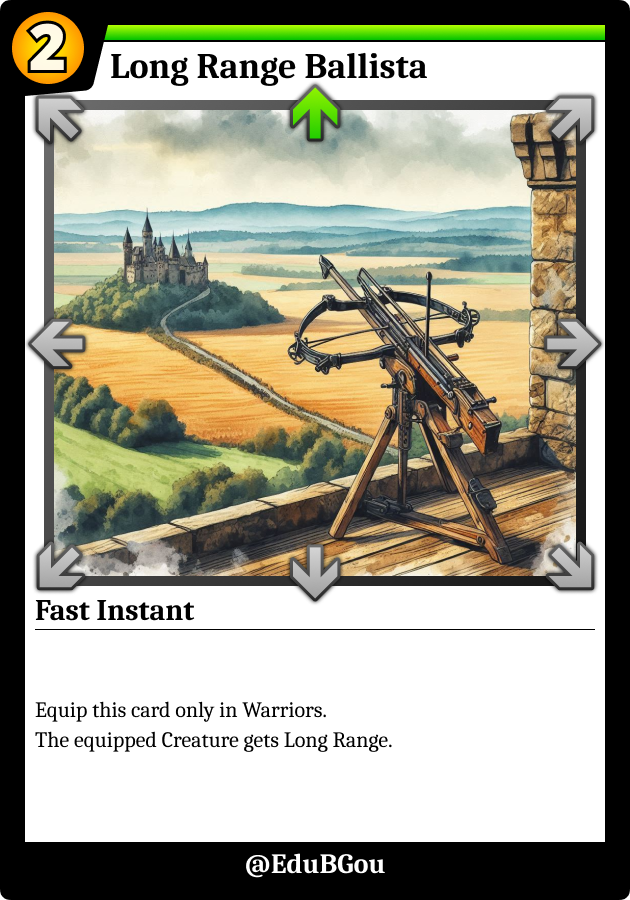 2
Long Range Ballista
Fast Instant
Equip this card only in Warriors.
The equipped Creature gets Long Range.
@EduBGou